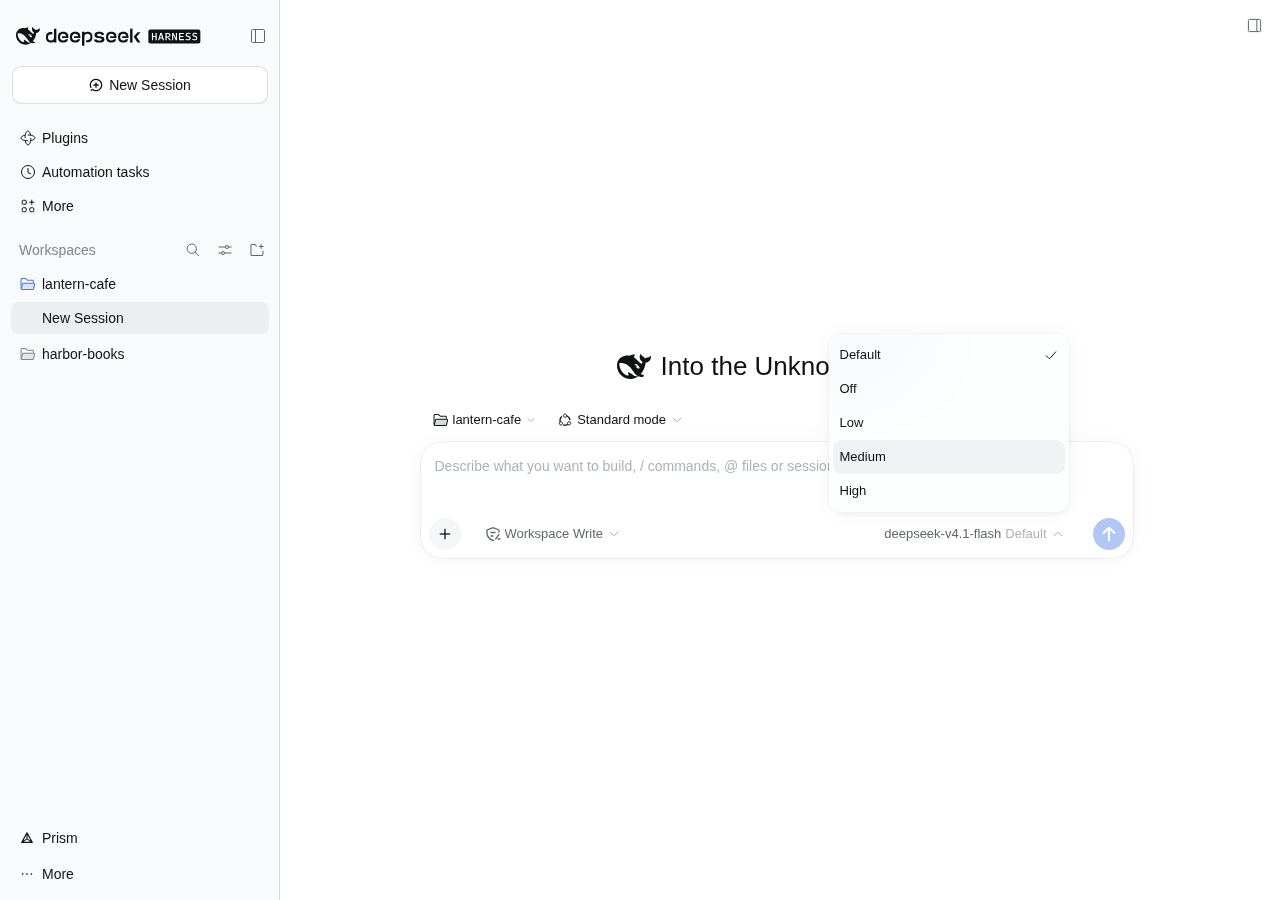 deepseek HARNESS
New Session
Plugins
Automation tasks
More
Workspaces
lantern-cafe
New Session
harbor-books
Prism
More
Into the Unkno
lantern-cafe
Standard mode
Describe what you want to build, / commands, @ files or session
Workspace Write
deepseek-v4.1-flash Default
Default
Off
Low
Medium
High